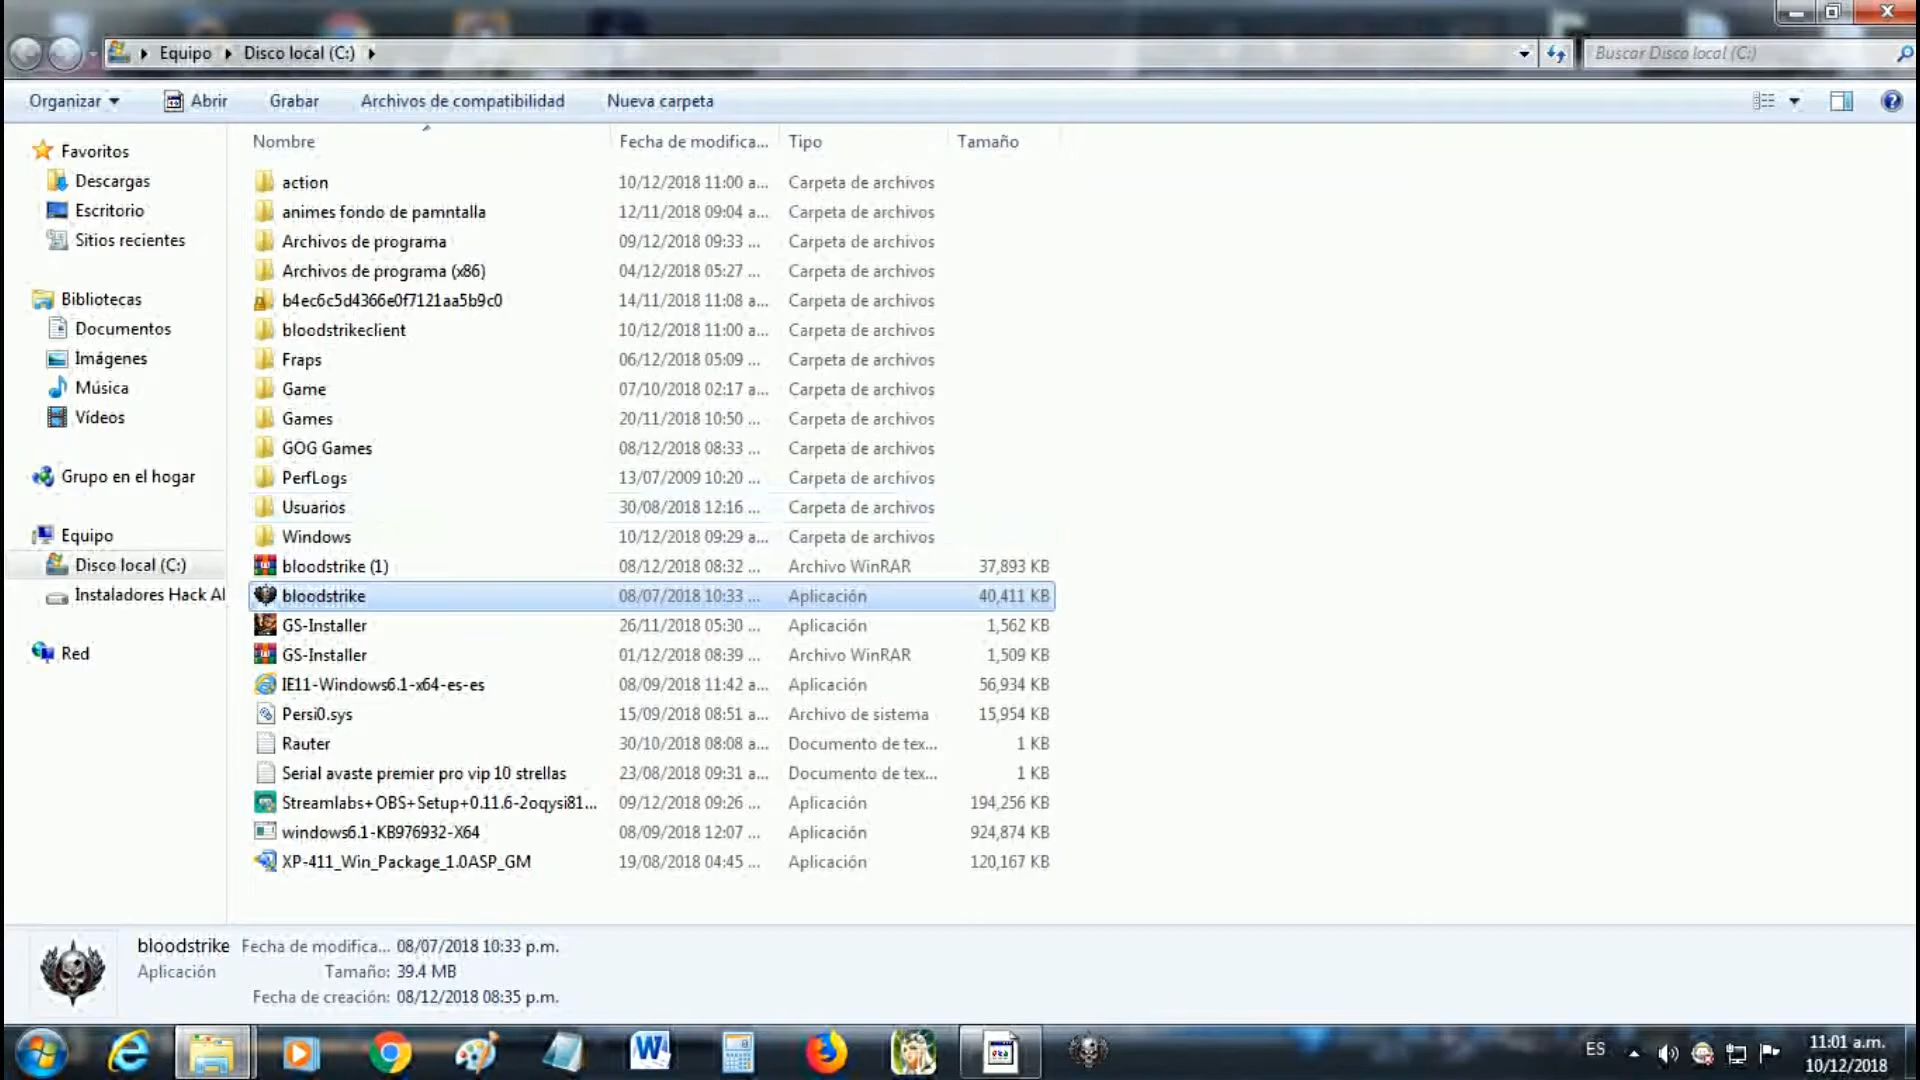 Equipo Disco local (C:) Buscar Disco local (C:)
Organizar Abrir Grabar Archivos de compatibilidad Nueva carpeta
Nombre Fecha de modifica... Tipo Tamaño
Favoritos
Descargas
Escritorio
Sitios recientes
Bibliotecas
Documentos
Imágenes
Música
Vídeos
Grupo en el hogar
Equipo
Disco local (C:)
Instaladores Hack Al
Red
action 10/12/2018 11:00 a... Carpeta de archivos
animes fondo de pamntalla 12/11/2018 09:04 a... Carpeta de archivos
Archivos de programa 09/12/2018 09:33 ... Carpeta de archivos
Archivos de programa (x86) 04/12/2018 05:27 ... Carpeta de archivos
b4ec6c5d4366e0f7121aa5b9c0 14/11/2018 11:08 a... Carpeta de archivos
bloodstrikeclient 10/12/2018 11:00 a... Carpeta de archivos
Fraps 06/12/2018 05:09 ... Carpeta de archivos
Game 07/10/2018 02:17 a... Carpeta de archivos
Games 20/11/2018 10:50 ... Carpeta de archivos
GOG Games 08/12/2018 08:33 ... Carpeta de archivos
PerfLogs 13/07/2009 10:20 ... Carpeta de archivos
Usuarios 30/08/2018 12:16 ... Carpeta de archivos
Windows 10/12/2018 09:29 a... Carpeta de archivos
bloodstrike (1) 08/12/2018 08:32 ... Archivo WinRAR 37,893 KB
bloodstrike 08/07/2018 10:33 ... Aplicación 40,411 KB
GS-Installer 26/11/2018 05:30 ... Aplicación 1,562 KB
GS-Installer 01/12/2018 08:39 ... Archivo WinRAR 1,509 KB
IE11-Windows6.1-x64-es-es 08/09/2018 11:42 a... Aplicación 56,934 KB
Persi0.sys 15/09/2018 08:51 a... Archivo de sistema 15,954 KB
Rauter 30/10/2018 08:08 a... Documento de tex... 1 KB
Serial avaste premier pro vip 10 strellas 23/08/2018 09:31 a... Documento de tex... 1 KB
Streamlabs+OBS+Setup+0.11.6-2oqysi81... 09/12/2018 09:26 ... Aplicación 194,256 KB
windows6.1-KB976932-X64 08/09/2018 12:07 ... Aplicación 924,874 KB
XP-411_Win_Package_1.0ASP_GM 19/08/2018 04:45 ... Aplicación 120,167 KB
bloodstrike Fecha de modifica... 08/07/2018 10:33 p.m.
Aplicación Tamaño: 39.4 MB
Fecha de creación: 08/12/2018 08:35 p.m.
ES 11:01 a.m.
10/12/2018